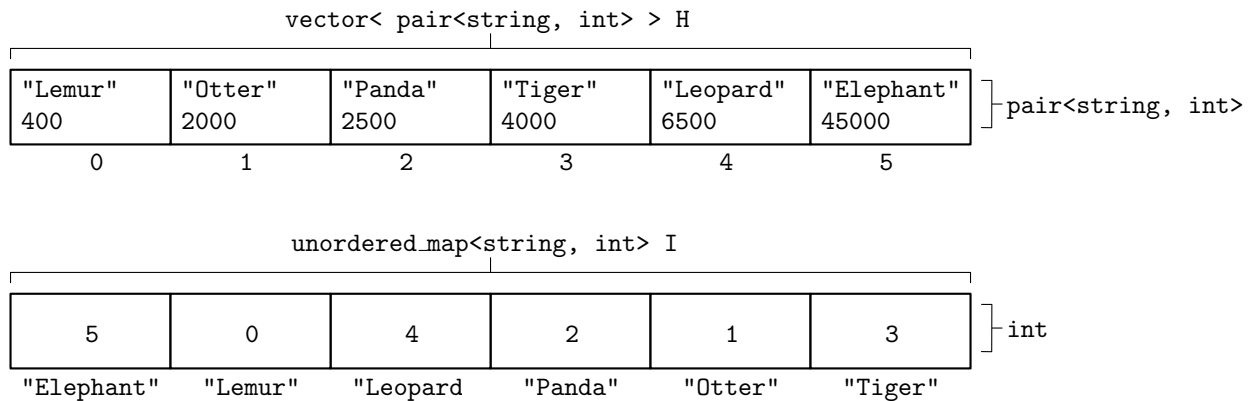 vector< pair<string, int> > H
"Lemur" "Otter" "Panda" "Tiger" "Leopard" "Elephant"
400 2000 2500 4000 6500 45000
pair<string, int>
0 1 2 3 4 5
unordered_map<string, int> I
5 0 4 2 1 3
int
"Elephant" "Lemur" "Leopard "Panda" "Otter" "Tiger"